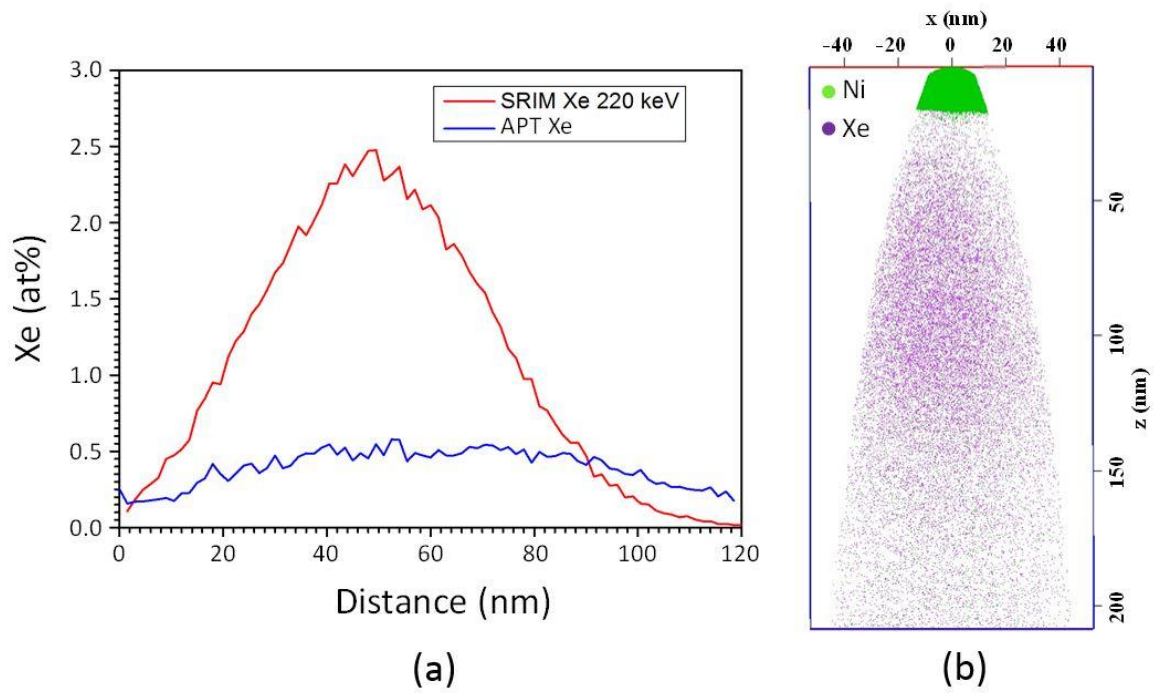 3.0
2.5
2.0
1.5
1.0
0.5
0.0
Xe (at%)
SRIM Xe 220 keV
APT Xe
0 20 40 60 80 100 120
Distance (nm)
(a)
x (nm)
-40 -20 0 20 40
Ni
Xe
50
100
150
200
z (nm)
(b)